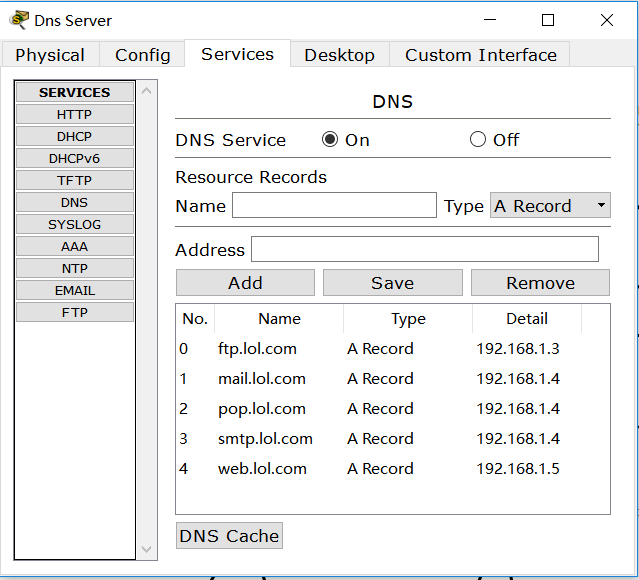 Dns Server
Physical Config Services Desktop Custom Interface
SERVICES
HTTP
DHCP
DHCPv6
TFTP
DNS
SYSLOG
AAA
NTP
EMAIL
FTP
DNS
DNS Service On Off
Resource Records
Name Type A Record
Address
Add Save Remove
No. Name Type Detail
0 ftp.lol.com A Record 192.168.1.3
1 mail.lol.com A Record 192.168.1.4
2 pop.lol.com A Record 192.168.1.4
3 smtp.lol.com A Record 192.168.1.4
4 web.lol.com A Record 192.168.1.5
DNS Cache